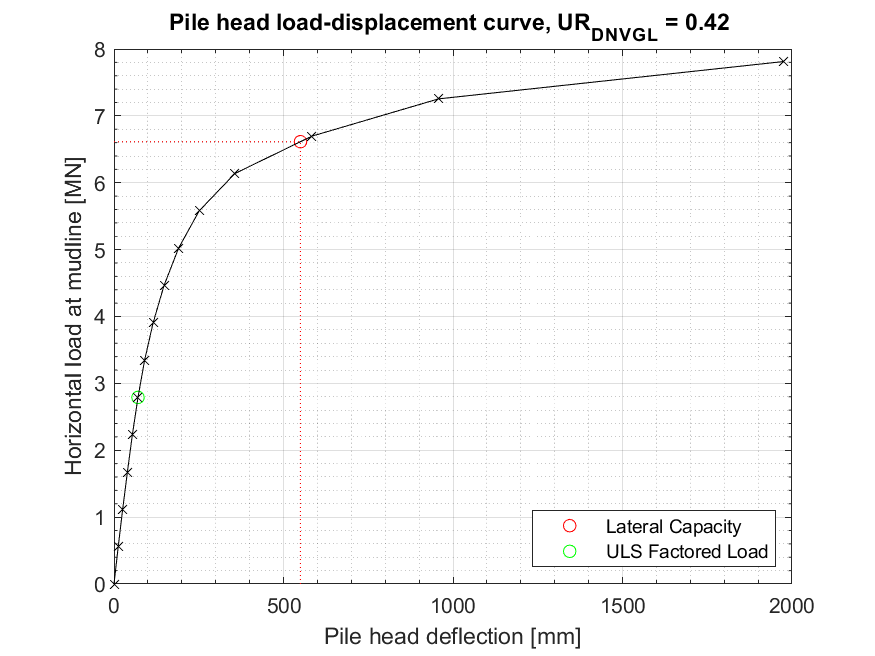 Pile head load-displacement curve, URDNVGL = 0.42
8
7
6
5
4
3
2
1
0
Horizontal load at mudline [MN]
Lateral Capacity
ULS Factored Load
0 500 1000 1500 2000
Pile head deflection [mm]